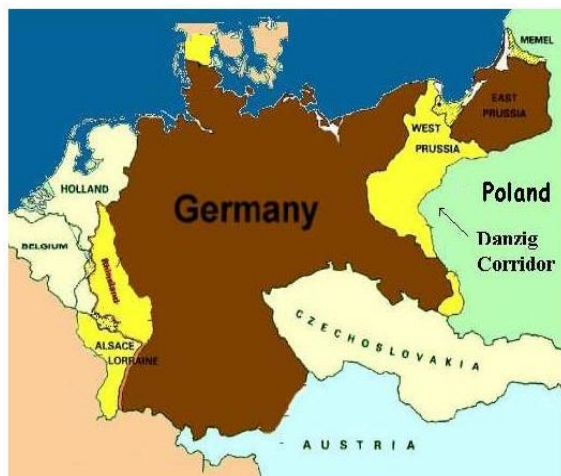 MEMEL
EAST
PRUSSIA
WEST
PRUSSIA
HOLLAND
Poland
Germany
Danzig
Corridor
BELGIUM
Rhineland
CZECHOSLOVAKIA
ALSACE
LORRAINE
AUSTRIA